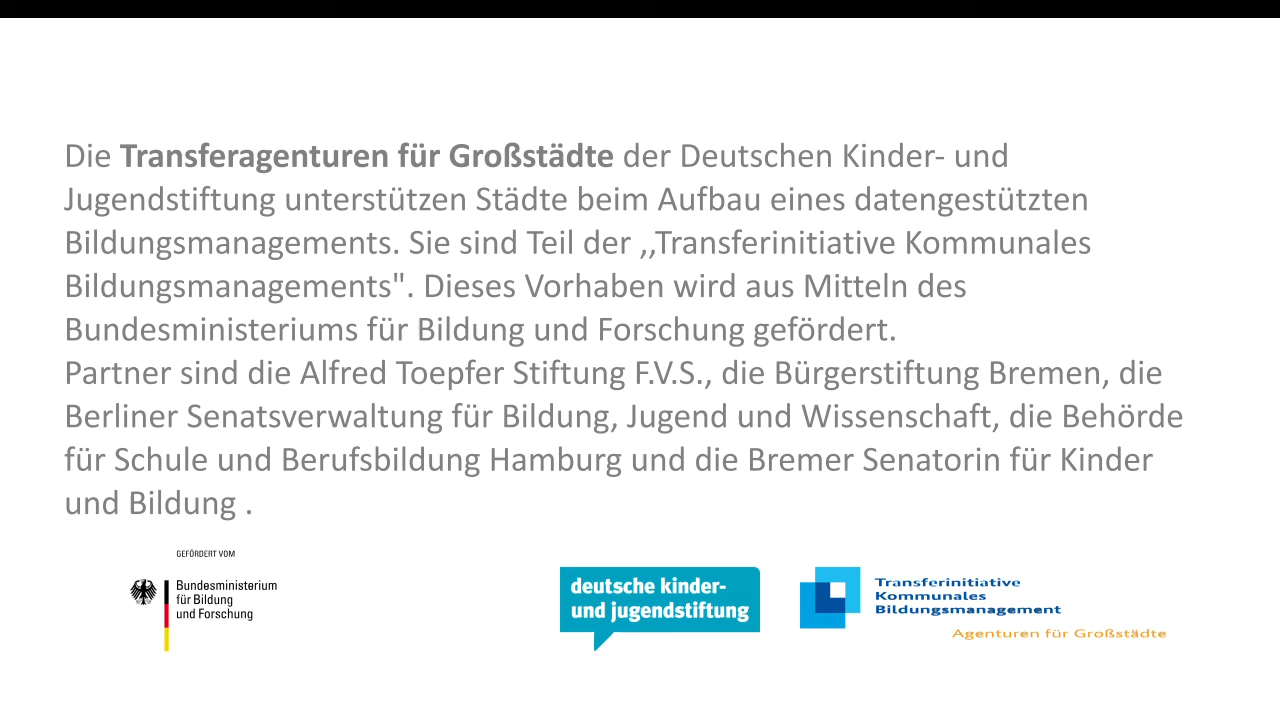 Die Transferagenturen für Großstädte der Deutschen Kinder- und
Jugendstiftung unterstützen Städte beim Aufbau eines datengestützten
Bildungsmanagements. Sie sind Teil der ,,Transferinitiative Kommunales
Bildungsmanagements". Dieses Vorhaben wird aus Mitteln des
Bundesministeriums für Bildung und Forschung gefördert.
Partner sind die Alfred Toepfer Stiftung F.V.S., die Bürgerstiftung Bremen, die
Berliner Senatsverwaltung für Bildung, Jugend und Wissenschaft, die Behörde
für Schule und Berufsbildung Hamburg und die Bremer Senatorin für Kinder
und Bildung .
GEFÖRDERT VOM
Bundesministerium
für Bildung
und Forschung
deutsche kinder-
und jugendstiftung
Transferinitiative
Kommunales
Bildungsmanagement
Agenturen für Großstädte